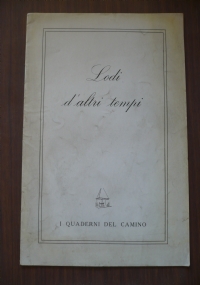 Lodi
d'altri tempi
I QUADERNI DEL CAMINO